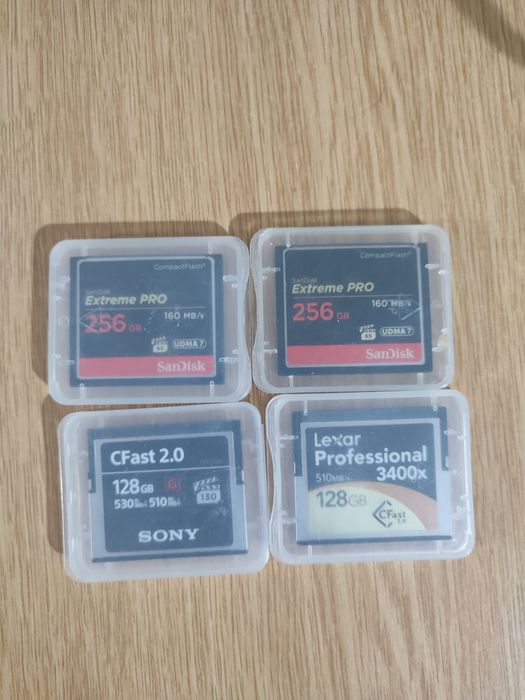 CompactFlash®
SanDisk
Extreme PRO
256 GB
160 MB/s
65
UDMA 7
SanDisk
CompactFlash®
SanDisk
Extreme PRO
256 GB
160 MB/s
65
UDMA 7
SanDisk
CFast 2.0
128 GB G
530 MB/s 510 MB/s
130
SONY
Lexar
Professional
3400x
510MB/s
128GB
CFast
2.0